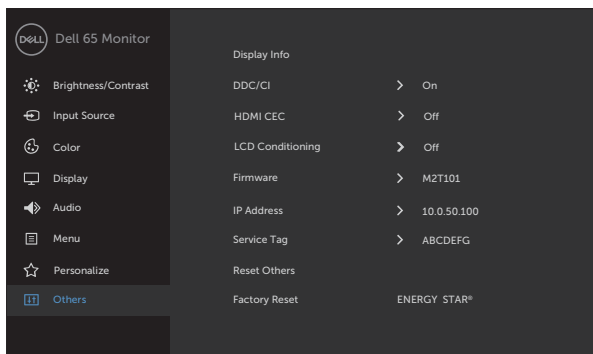 DELL Dell 65 Monitor
Brightness/Contrast
Input Source
Color
Display
Audio
Menu
Personalize
Others
Display Info
DDC/CI > On
HDMI CEC > Off
LCD Conditioning > Off
Firmware > M2T101
IP Address > 10.0.50.100
Service Tag > ABCDEFG
Reset Others
Factory Reset ENERGY STAR®